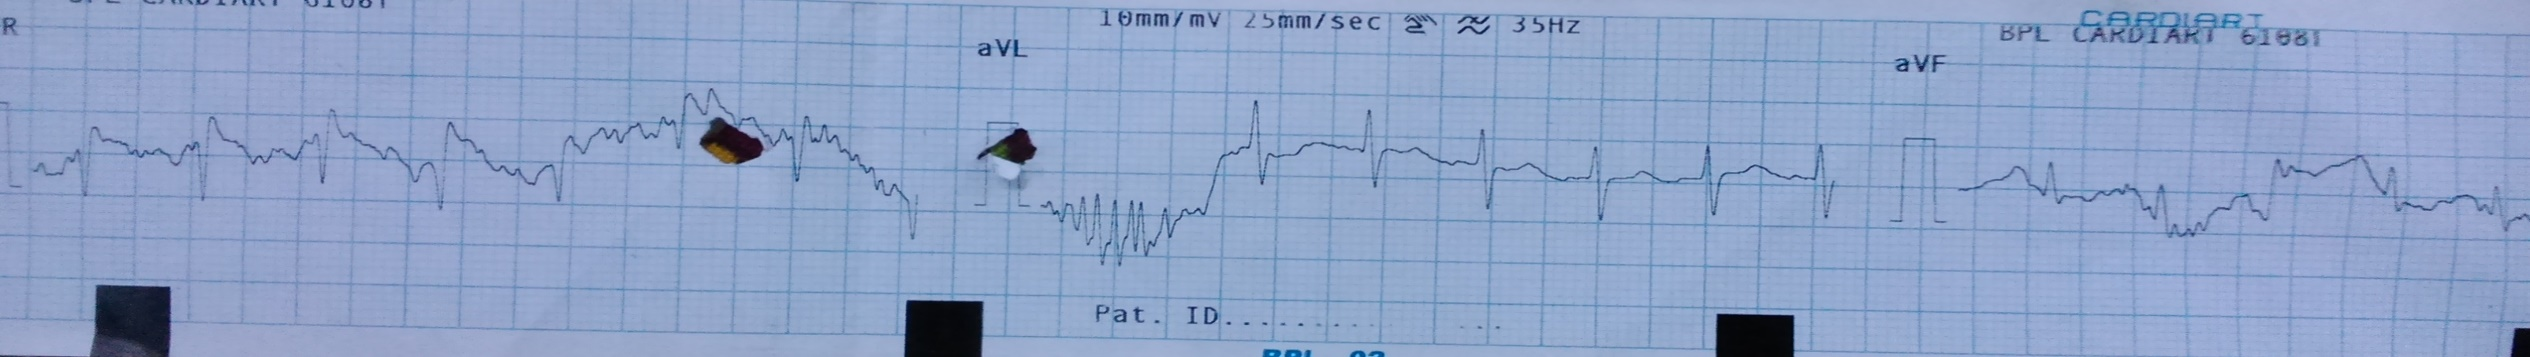 R
10mm/mV 25mm/sec 35HZ
CARDIART
BPL CARDIART 6108T
aVL
aVF
Pat. ID.......... ...